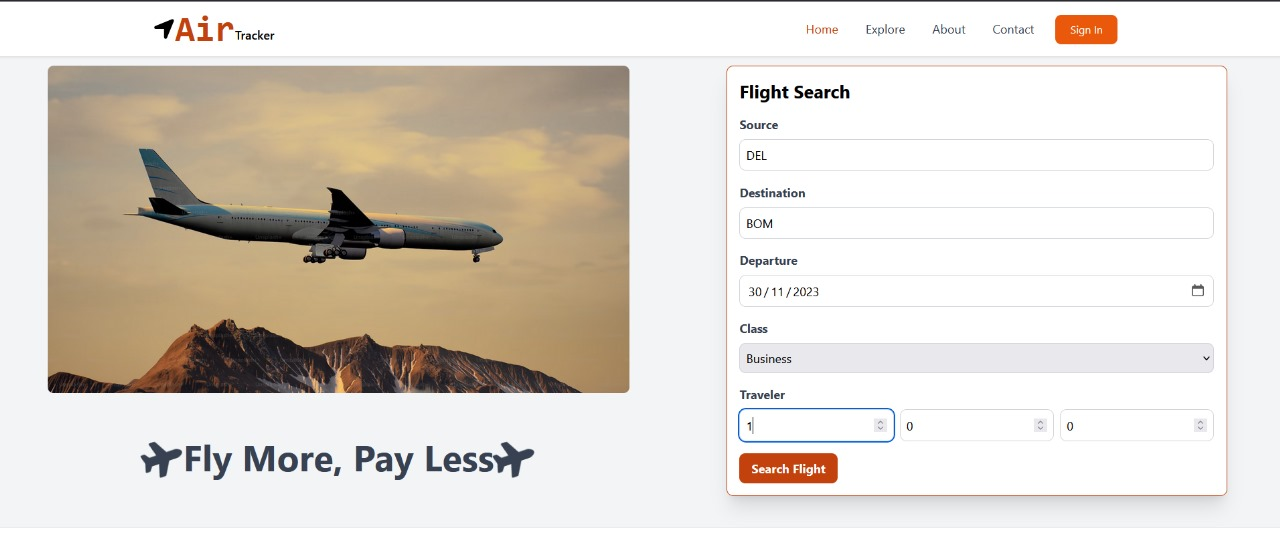 Air Tracker
Home Explore About Contact Sign In
Flight Search
Source
DEL
Destination
BOM
Departure
30/11/2023
Class
Business
Traveler
1 0 0
Search Flight
Fly More, Pay Less